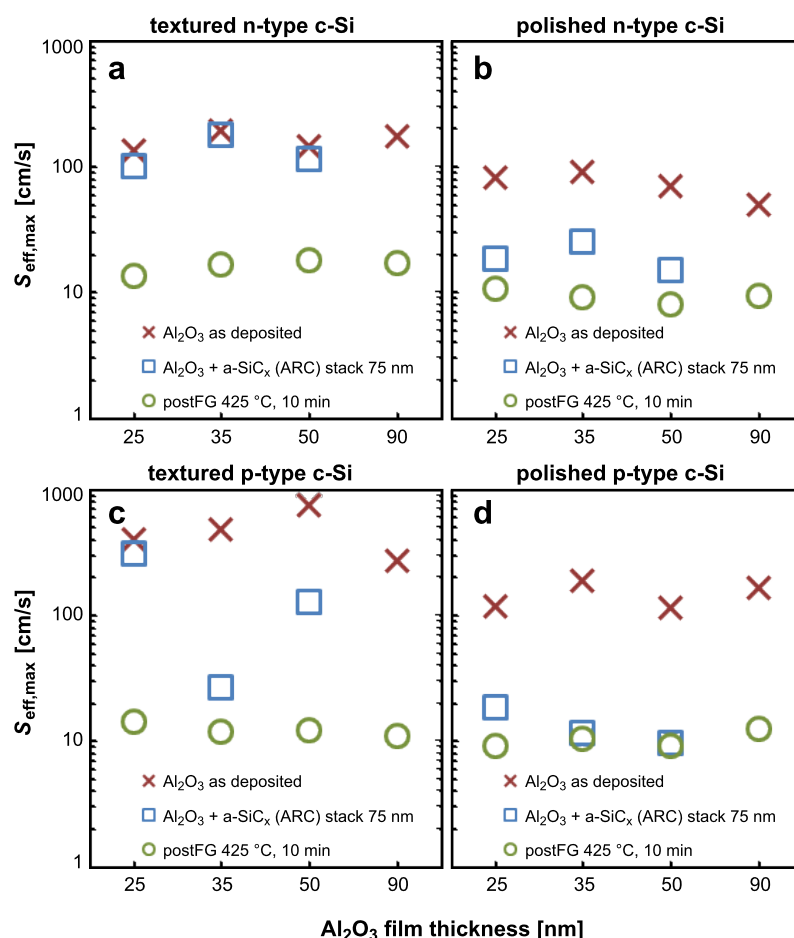 textured n-type c-Si
polished n-type c-Si
1000
100
10
1
S_eff,max [cm/s]
a
Al₂O₃ as deposited
Al₂O₃ + a-SiCₓ (ARC) stack 75 nm
postFG 425 °C, 10 min
25 35 50 90
b
Al₂O₃ as deposited
Al₂O₃ + a-SiCₓ (ARC) stack 75 nm
postFG 425 °C, 10 min
25 35 50 90
textured p-type c-Si
polished p-type c-Si
1000
100
10
1
S_eff,max [cm/s]
c
Al₂O₃ as deposited
Al₂O₃ + a-SiCₓ (ARC) stack 75 nm
postFG 425 °C, 10 min
25 35 50 90
d
Al₂O₃ as deposited
Al₂O₃ + a-SiCₓ (ARC) stack 75 nm
postFG 425 °C, 10 min
25 35 50 90
Al₂O₃ film thickness [nm]